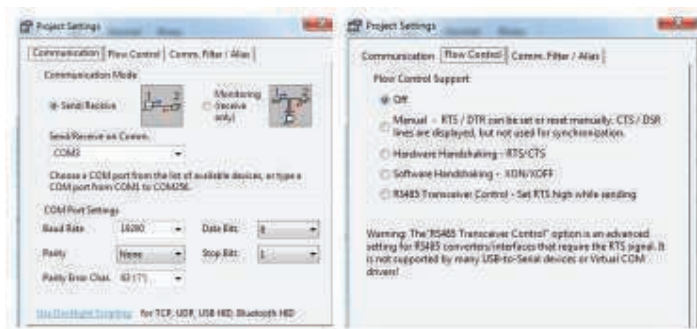 Project Settings
Communication Flow Control Comm. Filter / Alias
Communication Mode
Send/Receive
Monitoring
(receive
only)
Send/Receive on Comm.
COM3
Choose a COM port from the list of available devices, or type a
COM port from COM1 to COM256.
COM Port Settings
Baud Rate 19200 Data Bits 8
Parity None Stop Bits 1
Parity Error Char. 63 (?)
for TCP, UDP, USB HID, Bluetooth HID
Project Settings
Communication Flow Control Comm. Filter / Alias
Flow Control Support
Off
Manual - RTS / DTR can be set or reset manually. CTS / DSR
lines are displayed, but not used for synchronization.
Hardware Handshaking - RTS/CTS
Software Handshaking - XON/XOFF
RS485 Transceiver Control - Set RTS high while sending
Warning: The "RS485 Transceiver Control" option is an advanced
setting for RS485 converters/interfaces that require the RTS signal. It
is not supported by many USB-to-Serial devices or Virtual COM
drivers!